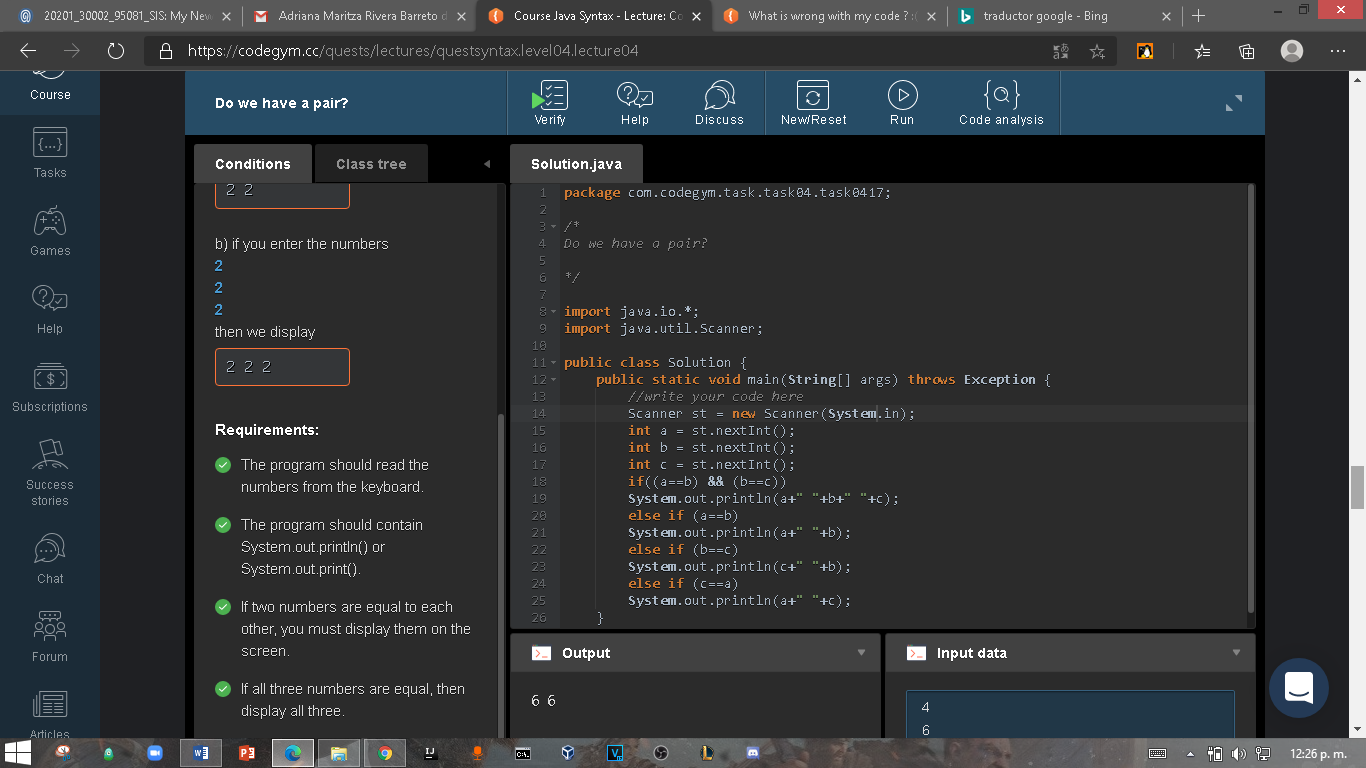 20201_30002_95081_SIS: My New
Adriana Maritza Rivera Barreto d
Course Java Syntax - Lecture: Co
What is wrong with my code ? :(
traductor google - Bing
https://codegym.cc/quests/lectures/questsyntax.level04.lecture04
Course
Tasks
Games
Help
Subscriptions
Success
stories
Chat
Forum
Articles
Do we have a pair?
Verify
Help
Discuss
New/Reset
Run
Code analysis
Conditions
Class tree
2 2
b) if you enter the numbers
2
2
2
then we display
2 2 2
Requirements:
The program should read the
numbers from the keyboard.
The program should contain
System.out.println() or
System.out.print().
If two numbers are equal to each
other, you must display them on the
screen.
If all three numbers are equal, then
display all three.
Solution.java
1 package com.codegym.task.task04.task0417;
2
3 /*
4 Do we have a pair?
5
6 */
7
8 import java.io.*;
9 import java.util.Scanner;
10
11 public class Solution {
12 public static void main(String[] args) throws Exception {
13 //write your code here
14 Scanner st = new Scanner(System.in);
15 int a = st.nextInt();
16 int b = st.nextInt();
17 int c = st.nextInt();
18 if((a==b) && (b==c))
19 System.out.println(a+" "+b+" "+c);
20 else if (a==b)
21 System.out.println(a+" "+b);
22 else if (b==c)
23 System.out.println(c+" "+b);
24 else if (c==a)
25 System.out.println(a+" "+c);
26 }
Output
6 6
Input data
4
6
12:26 p. m.